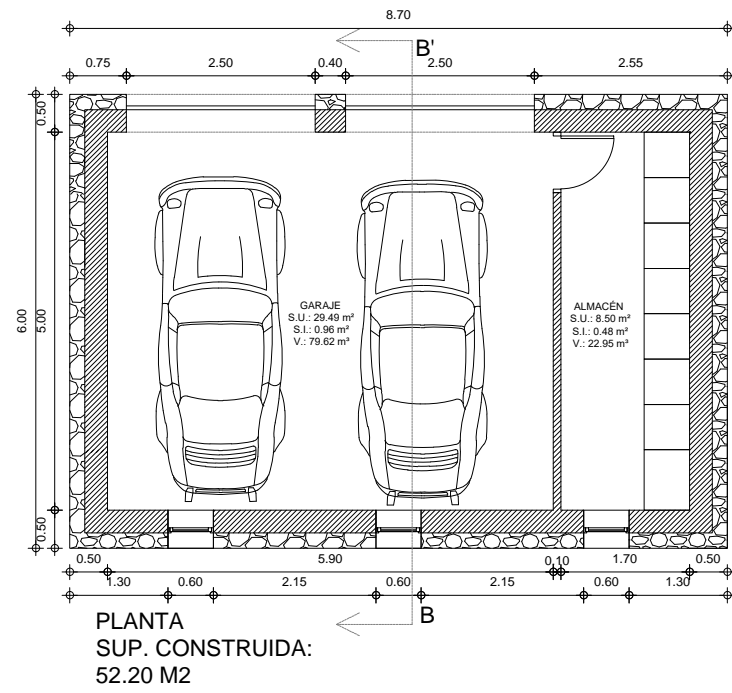 8.70
B'
0.75 2.50 0.40 2.50 2.55
0.50
6.00
5.00
0.50
GARAJE
S.U.: 29.49 m²
S.I.: 0.96 m²
V.: 79.62 m³
ALMACÉN
S.U.: 8.50 m²
S.I.: 0.48 m²
V.: 22.95 m³
0.50 5.90 0.10 1.70 0.50
1.30 0.60 2.15 0.60 2.15 0.60 1.30
B
PLANTA
SUP. CONSTRUIDA:
52.20 M2